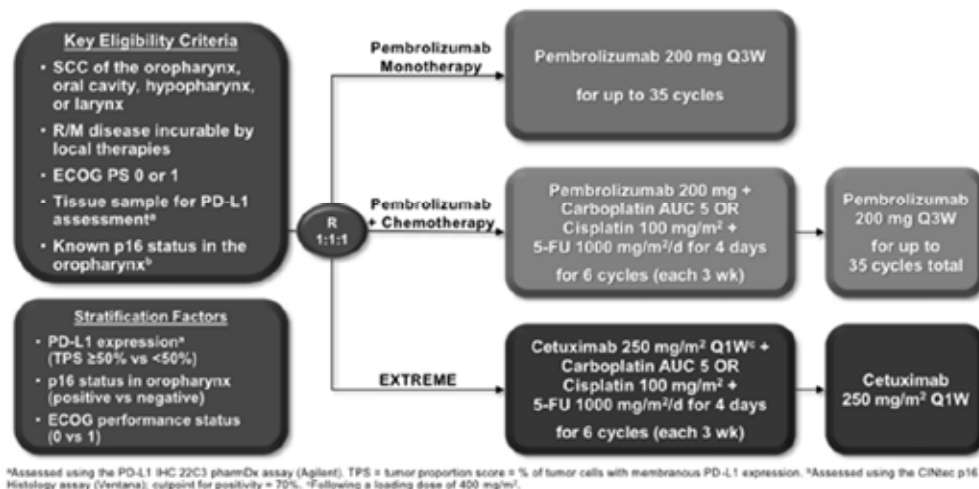 Key Eligibility Criteria
• SCC of the oropharynx,
oral cavity, hypopharynx,
or larynx
• R/M disease incurable by
local therapies
• ECOG PS 0 or 1
• Tissue sample for PD-L1
assessmentᵃ
• Known p16 status in the
oropharynxᵇ
Stratification Factors
• PD-L1 expressionᵃ
(TPS ≥50% vs <50%)
• p16 status in oropharynx
(positive vs negative)
• ECOG performance status
(0 vs 1)
R
1:1:1
Pembrolizumab
Monotherapy
Pembrolizumab 200 mg Q3W
for up to 35 cycles
Pembrolizumab
+ Chemotherapy
Pembrolizumab 200 mg +
Carboplatin AUC 5 OR
Cisplatin 100 mg/m² +
5-FU 1000 mg/m²/d for 4 days
for 6 cycles (each 3 wk)
Pembrolizumab
200 mg Q3W
for up to
35 cycles total
EXTREME
Cetuximab 250 mg/m² Q1Wᶜ +
Carboplatin AUC 5 OR
Cisplatin 100 mg/m² +
5-FU 1000 mg/m²/d for 4 days
for 6 cycles (each 3 wk)
Cetuximab
250 mg/m² Q1W
ᵃAssessed using the PD-L1 IHC 22C3 pharmDx assay (Agilent). TPS = tumor proportion score = % of tumor cells with membranous PD-L1 expression. ᵇAssessed using the CINtec p16
Histology assay (Ventana); cutpoint for positivity = 70%. ᶜFollowing a loading dose of 400 mg/m².